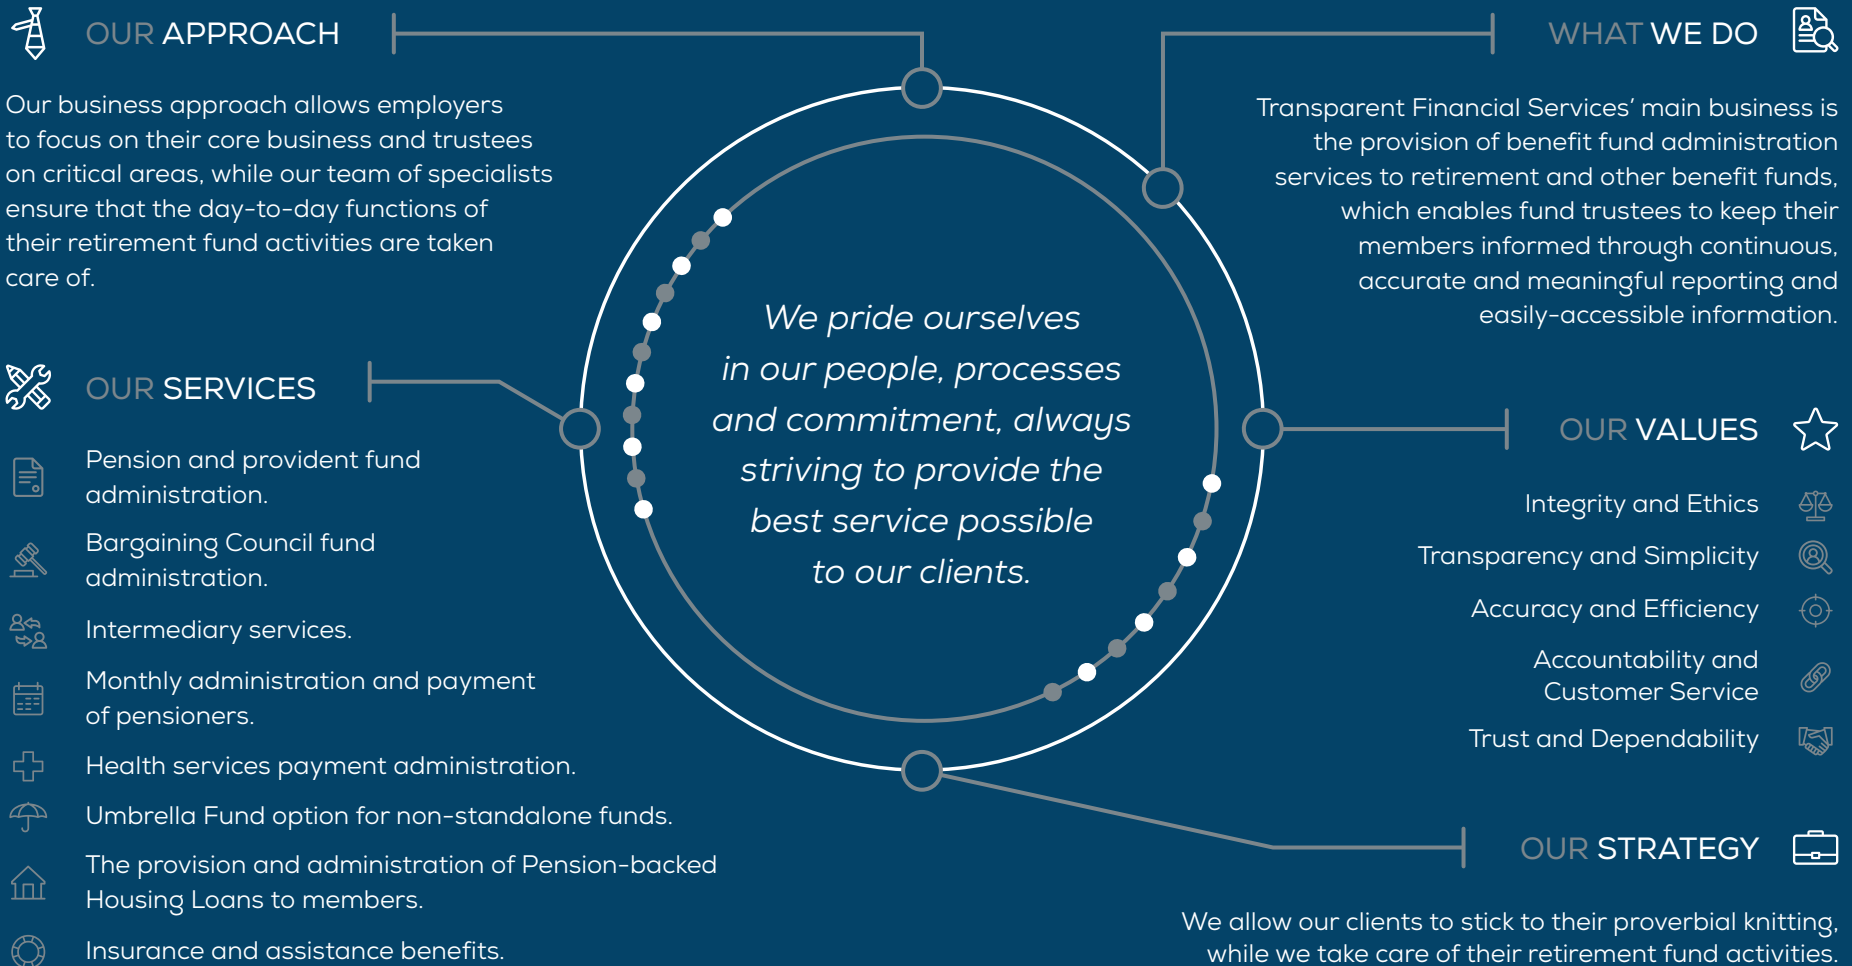 OUR APPROACH
Our business approach allows employers
to focus on their core business and trustees
on critical areas, while our team of specialists
ensure that the day-to-day functions of
their retirement fund activities are taken
care of.
OUR SERVICES
Pension and provident fund
administration.
Bargaining Council fund
administration.
Intermediary services.
Monthly administration and payment
of pensioners.
Health services payment administration.
Umbrella Fund option for non-standalone funds.
The provision and administration of Pension-backed
Housing Loans to members.
Insurance and assistance benefits.
We pride ourselves
in our people, processes
and commitment, always
striving to provide the
best service possible
to our clients.
WHAT WE DO
Transparent Financial Services’ main business is
the provision of benefit fund administration
services to retirement and other benefit funds,
which enables fund trustees to keep their
members informed through continuous,
accurate and meaningful reporting and
easily-accessible information.
OUR VALUES
Integrity and Ethics
Transparency and Simplicity
Accuracy and Efficiency
Accountability and
Customer Service
Trust and Dependability
OUR STRATEGY
We allow our clients to stick to their proverbial knitting,
while we take care of their retirement fund activities.